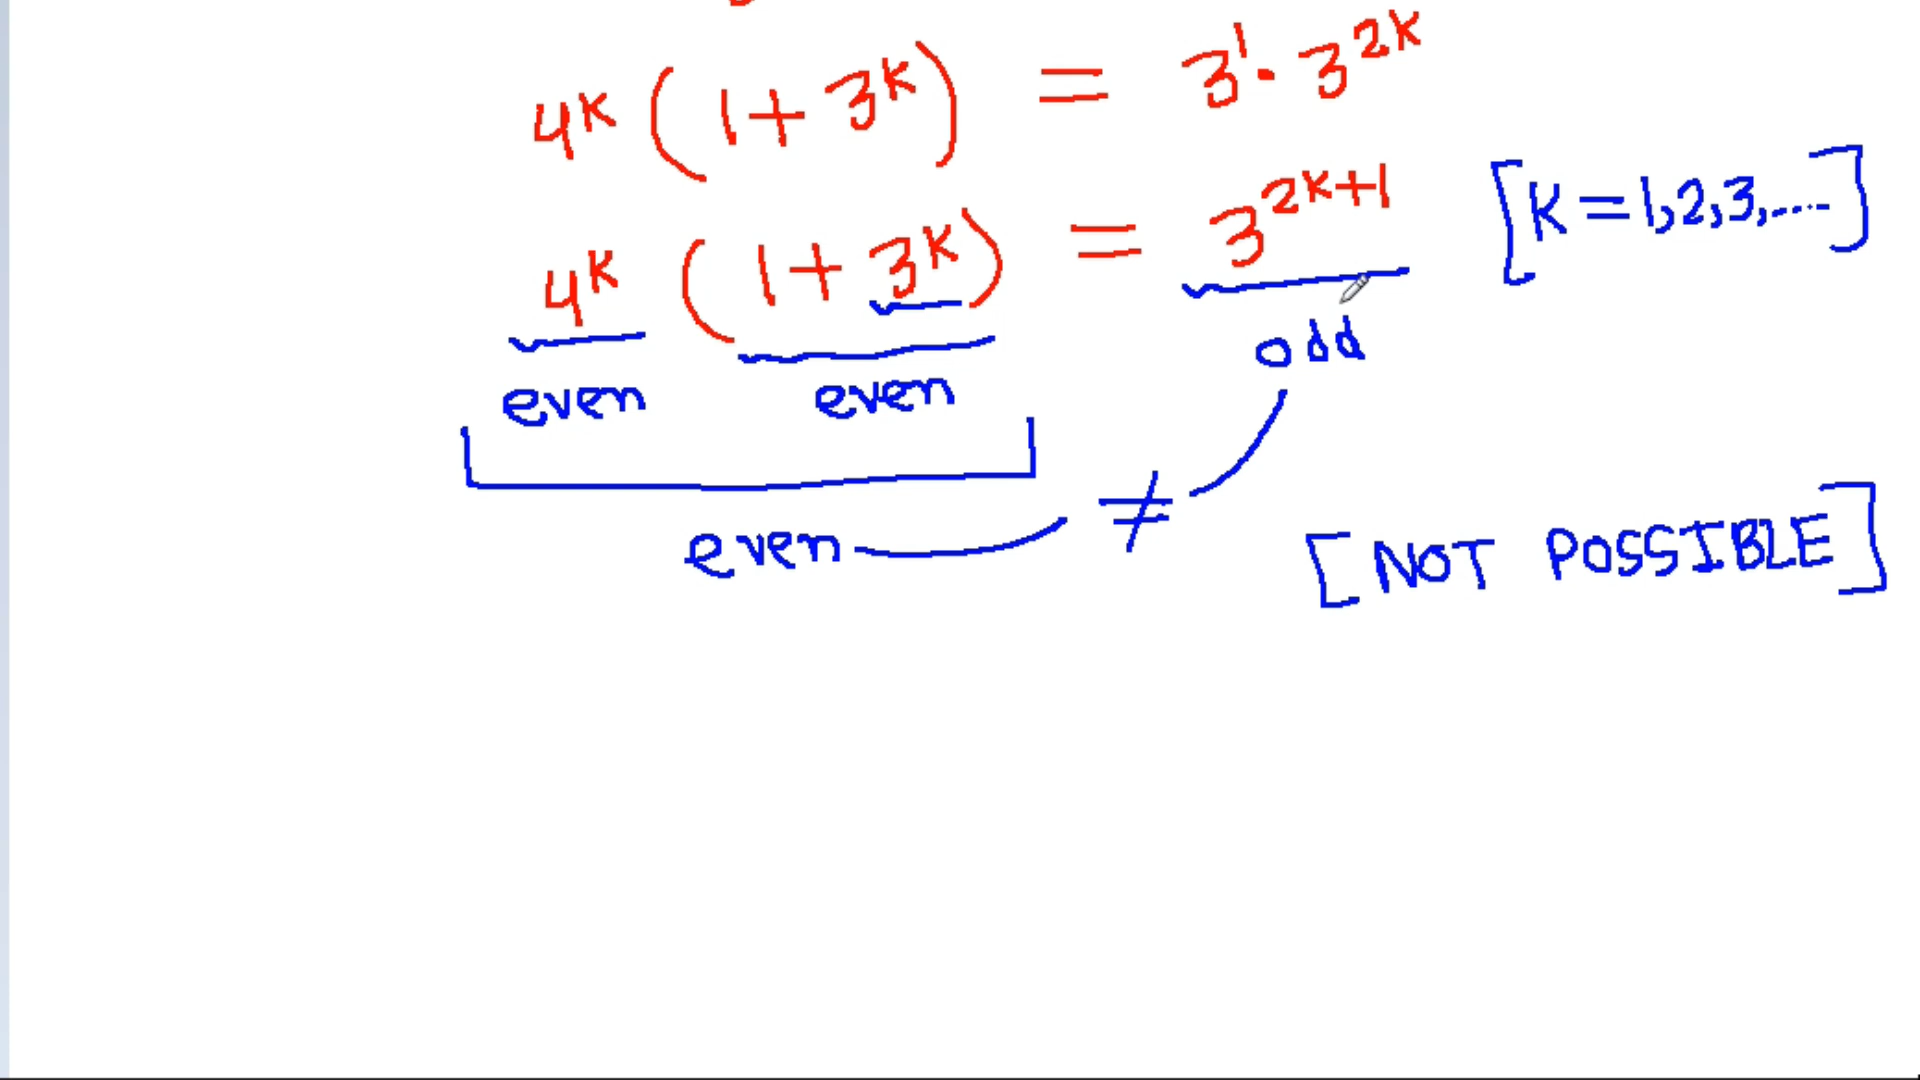 4^k (1 + 3^k) = 3^1 · 3^{2k}
4^k (1 + 3^k) = 3^{2k+1} [k = 1, 2, 3, ....]
even even odd
even ≠ [NOT POSSIBLE]